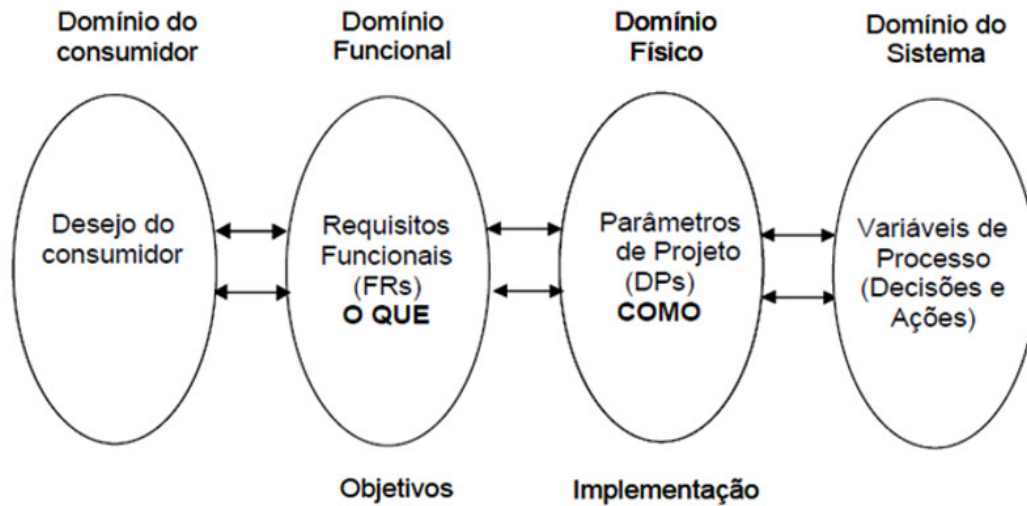 Domínio do
consumidor
Domínio
Funcional
Domínio
Físico
Domínio do
Sistema
Desejo do
consumidor
Requisitos
Funcionais
(FRs)
O QUE
Parâmetros
de Projeto
(DPs)
COMO
Variáveis de
Processo
(Decisões e
Ações)
Objetivos
Implementação